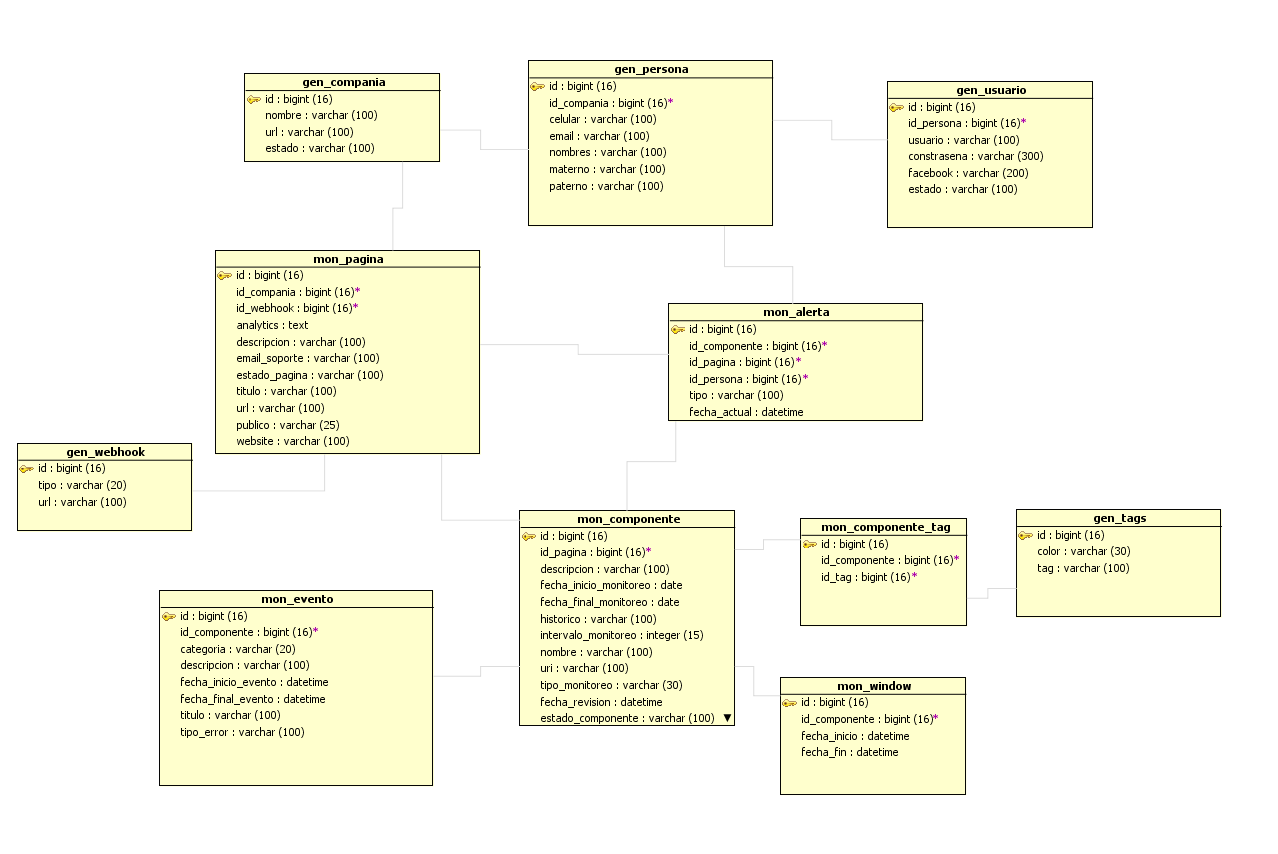 gen_compania
id : bigint (16)
nombre : varchar (100)
url : varchar (100)
estado : varchar (100)
gen_persona
id : bigint (16)
id_compania : bigint (16)*
celular : varchar (100)
email : varchar (100)
nombres : varchar (100)
materno : varchar (100)
paterno : varchar (100)
gen_usuario
id : bigint (16)
id_persona : bigint (16)*
usuario : varchar (100)
constrasena : varchar (300)
facebook : varchar (200)
estado : varchar (100)
mon_pagina
id : bigint (16)
id_compania : bigint (16)*
id_webhook : bigint (16)*
analytics : text
descripcion : varchar (100)
email_soporte : varchar (100)
estado_pagina : varchar (100)
titulo : varchar (100)
url : varchar (100)
publico : varchar (25)
website : varchar (100)
mon_alerta
id : bigint (16)
id_componente : bigint (16)*
id_pagina : bigint (16)*
id_persona : bigint (16)*
tipo : varchar (100)
fecha_actual : datetime
gen_webhook
id : bigint (16)
tipo : varchar (20)
url : varchar (100)
mon_componente
id : bigint (16)
id_pagina : bigint (16)*
descripcion : varchar (100)
fecha_inicio_monitoreo : date
fecha_final_monitoreo : date
historico : varchar (100)
intervalo_monitoreo : integer (15)
nombre : varchar (100)
uri : varchar (100)
tipo_monitoreo : varchar (30)
fecha_revision : datetime
estado_componente : varchar (100)
mon_componente_tag
id : bigint (16)
id_componente : bigint (16)*
id_tag : bigint (16)*
gen_tags
id : bigint (16)
color : varchar (30)
tag : varchar (100)
mon_evento
id : bigint (16)
id_componente : bigint (16)*
categoria : varchar (20)
descripcion : varchar (100)
fecha_inicio_evento : datetime
fecha_final_evento : datetime
titulo : varchar (100)
tipo_error : varchar (100)
mon_window
id : bigint (16)
id_componente : bigint (16)*
fecha_inicio : datetime
fecha_fin : datetime